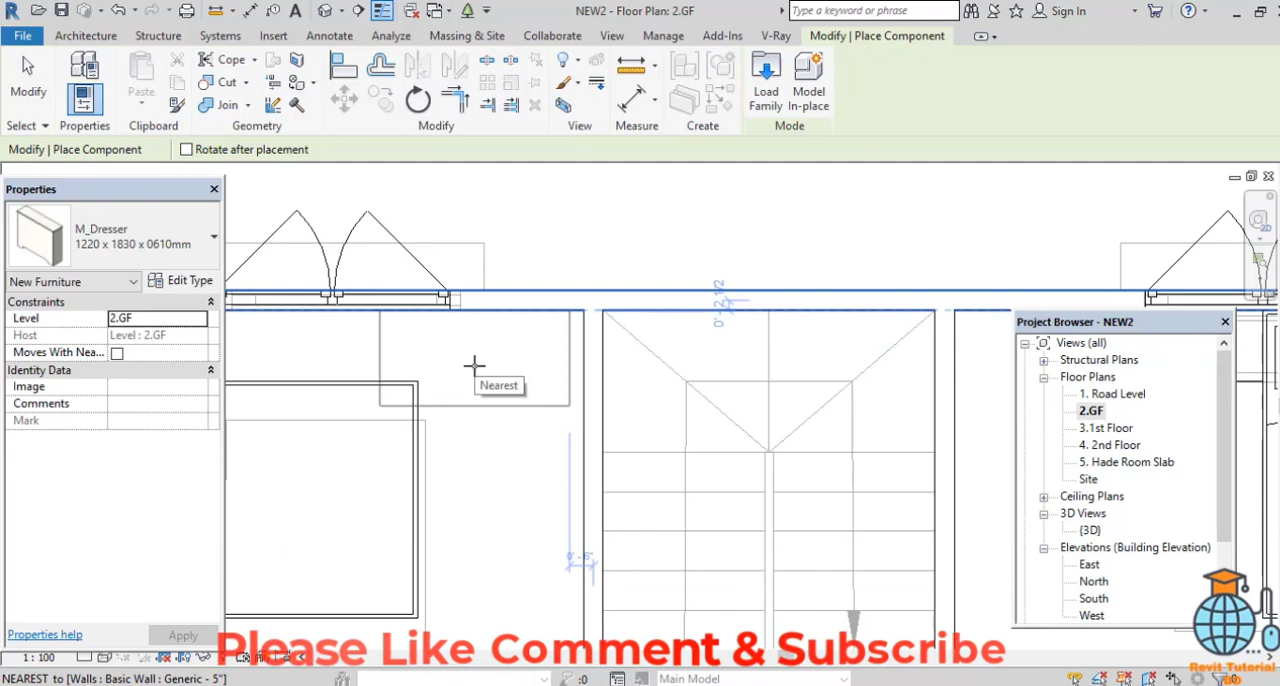 NEW2 - Floor Plan: 2.GF
Type a keyword or phrase
Sign In
File Architecture Structure Systems Insert Annotate Analyze Massing & Site Collaborate View Manage Add-Ins V-Ray Modify | Place Component
Modify
Paste
Cope
Cut
Join
Load Family
Model In-place
Select Properties Clipboard Geometry Modify View Measure Create Mode
Modify | Place Component Rotate after placement
Properties
M_Dresser
1220 x 1830 x 0610mm
New Furniture Edit Type
Constraints
Level 2.GF
Host Level : 2.GF
Moves With Nea...
Identity Data
Image
Comments
Mark
Properties help Apply
0' - 2 1/2"
Nearest
0' - 6"
2D
Project Browser - NEW2
Views (all)
Structural Plans
Floor Plans
1. Road Level
2.GF
3.1st Floor
4. 2nd Floor
5. Hade Room Slab
Site
Ceiling Plans
3D Views
{3D}
Elevations (Building Elevation)
East
North
South
West
Please Like Comment & Subscribe
Revit Tutorial
1 : 100
NEAREST to [Walls : Basic Wall : Generic - 5"]
:0
Main Model